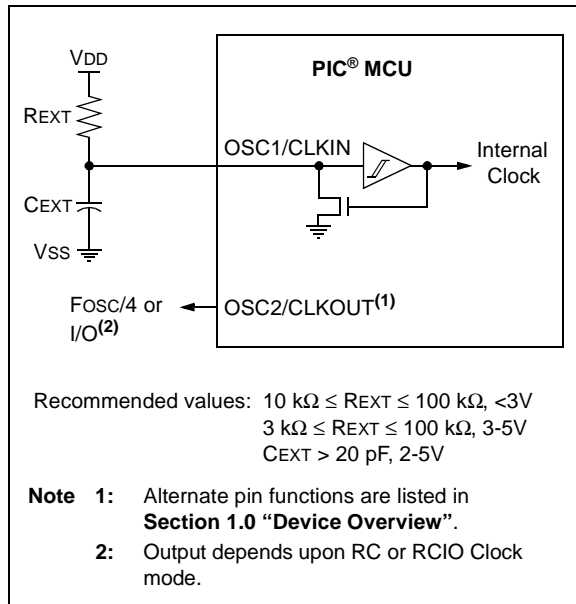 VDD
PIC® MCU
REXT
OSC1/CLKIN
Internal
Clock
CEXT
VSS
FOSC/4 or
I/O(2)
OSC2/CLKOUT(1)
Recommended values: 10 kΩ ≤ REXT ≤ 100 kΩ, <3V
3 kΩ ≤ REXT ≤ 100 kΩ, 3-5V
CEXT > 20 pF, 2-5V
Note 1: Alternate pin functions are listed in
Section 1.0 “Device Overview”.
2: Output depends upon RC or RCIO Clock
mode.